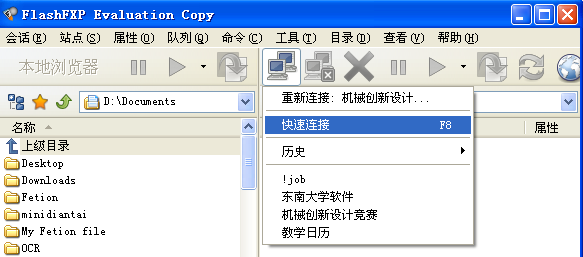 FlashFXP Evaluation Copy
会话(E) 站点(S) 属性(O) 队列(Q) 命令(C) 工具(T) 目录(D) 查看(V) 帮助(H)
本地浏览器
重新连接: 机械创新设计...
D:\Documents
快速连接 F8
名称 属性
上级目录
历史
Desktop
Downloads
!job
Fetion
东南大学软件
minidiantai
机械创新设计竞赛
My Fetion file
教学日历
OCR